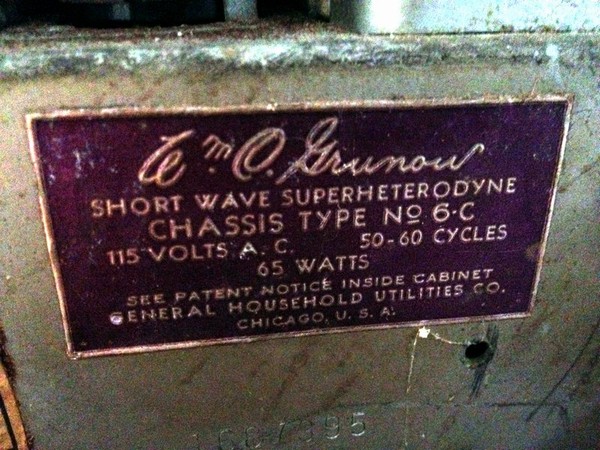 Wm C. Grunow
SHORT WAVE SUPERHETERODYNE
CHASSIS TYPE No 6-C
115 VOLTS A.C. 50-60 CYCLES
65 WATTS
SEE PATENT NOTICE INSIDE CABINET
GENERAL HOUSEHOLD UTILITIES CO.
CHICAGO, U.S.A.